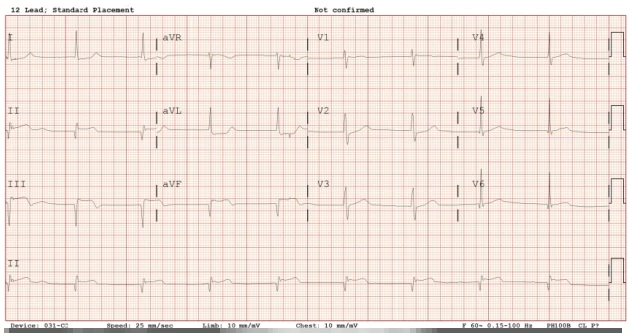 12 Lead; Standard Placement Not confirmed
I aVR V1 V4
II aVL V2 V5
III aVF V3 V6
II
Device: Speed: 25 mm/sec Limb: 10 mm/mV Chest: 10 mm/mV F 60~ 0.15-100 Hz PH100B CL P?